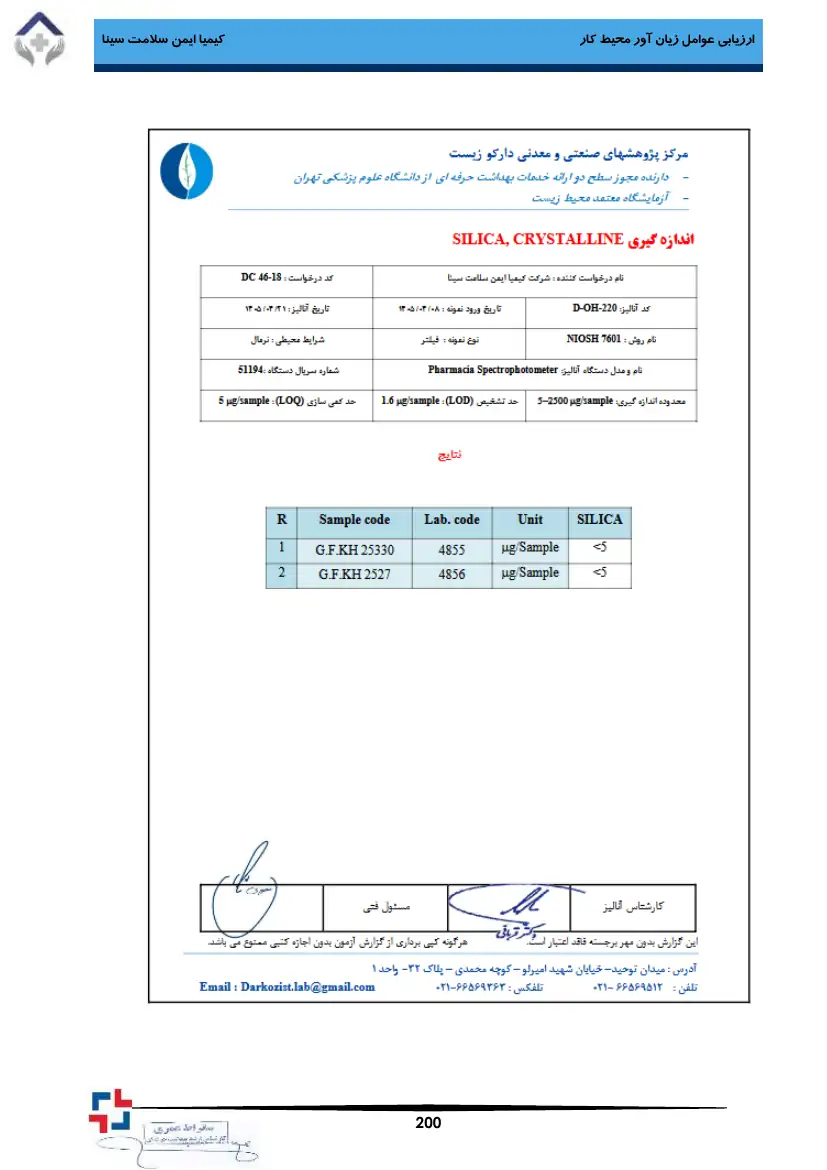 ارزیابی عوامل زیان آور محیط کار
کیمیا ایمن سلامت سینا
مرکز پژوهشهای صنعتی و معدنی دارکو زیست
- دارنده مجوز سطح دو ارائه خدمات بهداشت حرفه ای از دانشگاه علوم پزشکی تهران
- آزمایشگاه معتمد محیط زیست
اندازه گیری SILICA, CRYSTALLINE
نام درخواست کننده : شرکت کیمیا ایمن سلامت سینا
کد درخواست : DC 46-18
کد آنالیز: D-OH-220
تاریخ ورود نمونه : ۱۴۰۵/۰۴/۰۸
تاریخ آنالیز : ۱۴۰۵/۰۴/۲۱
نام روش : NIOSH 7601
نوع نمونه : فیلتر
شرایط محیطی : نرمال
نام و مدل دستگاه آنالیز: Pharmacia Spectrophotometer
شماره سریال دستگاه :51194
محدوده اندازه گیری: 5–2500 µg/sample
حد تشخیص (LOD) : 1.6 µg/sample
حد کمی سازی (LOQ) : 5 µg/sample
نتایج
R Sample code Lab. code Unit SILICA
1 G.F.KH 25330 4855 µg/Sample <5
2 G.F.KH 2527 4856 µg/Sample <5
کارشناس آنالیز
دکتر قربانی
مسئول فنی
این گزارش بدون مهر برجسته فاقد اعتبار است.
هرگونه کپی برداری از گزارش آزمون بدون اجازه کتبی ممنوع می باشد.
آدرس : میدان توحید– خیابان شهید امیرلو – کوچه محمدی – پلاک ۳۲- واحد ۱
تلفن : ۶۶۵۶۹۵۱۲ -۰۲۱
تلفکس : ۶۶۵۶۹۳۶۳-۰۲۱
Email : Darkozist.lab@gmail.com
200